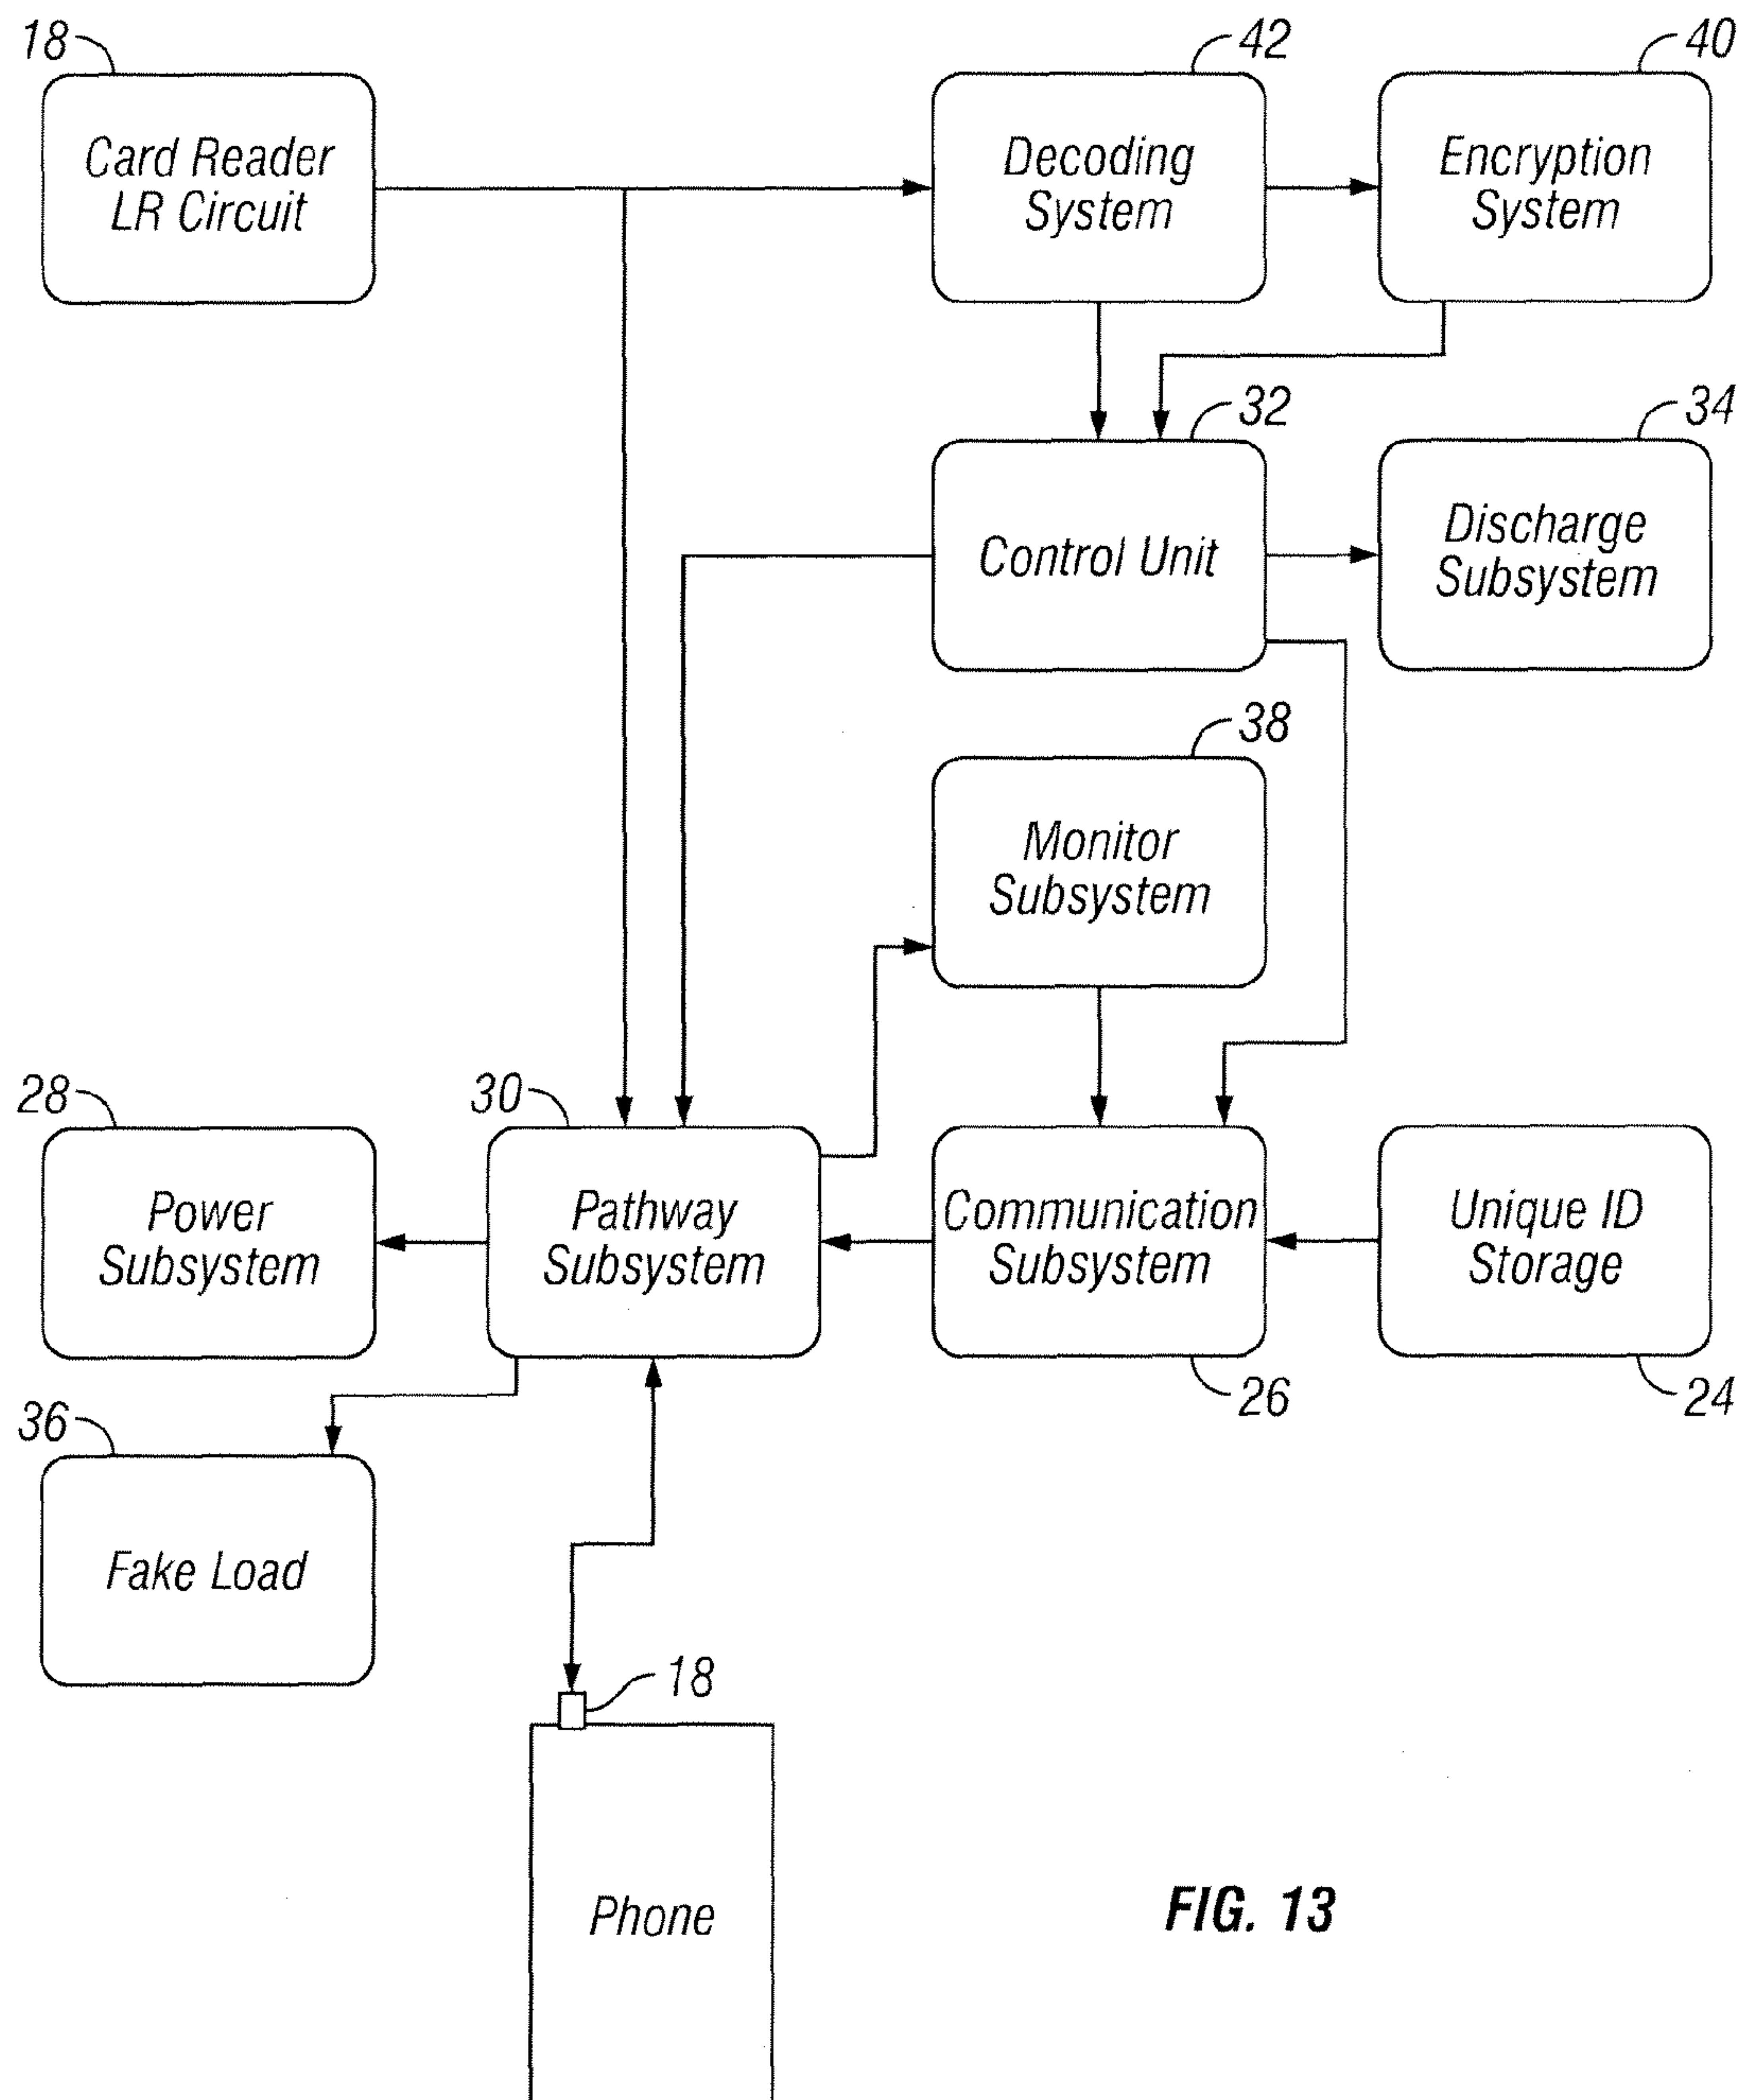 18
42
40
Card Reader
LR Circuit
Decoding
System
Encryption
System
32
34
Control Unit
Discharge
Subsystem
38
Monitor
Subsystem
28
30
Power
Subsystem
Pathway
Subsystem
Communication
Subsystem
Unique ID
Storage
26
24
36
Fake Load
18
Phone
FIG. 13